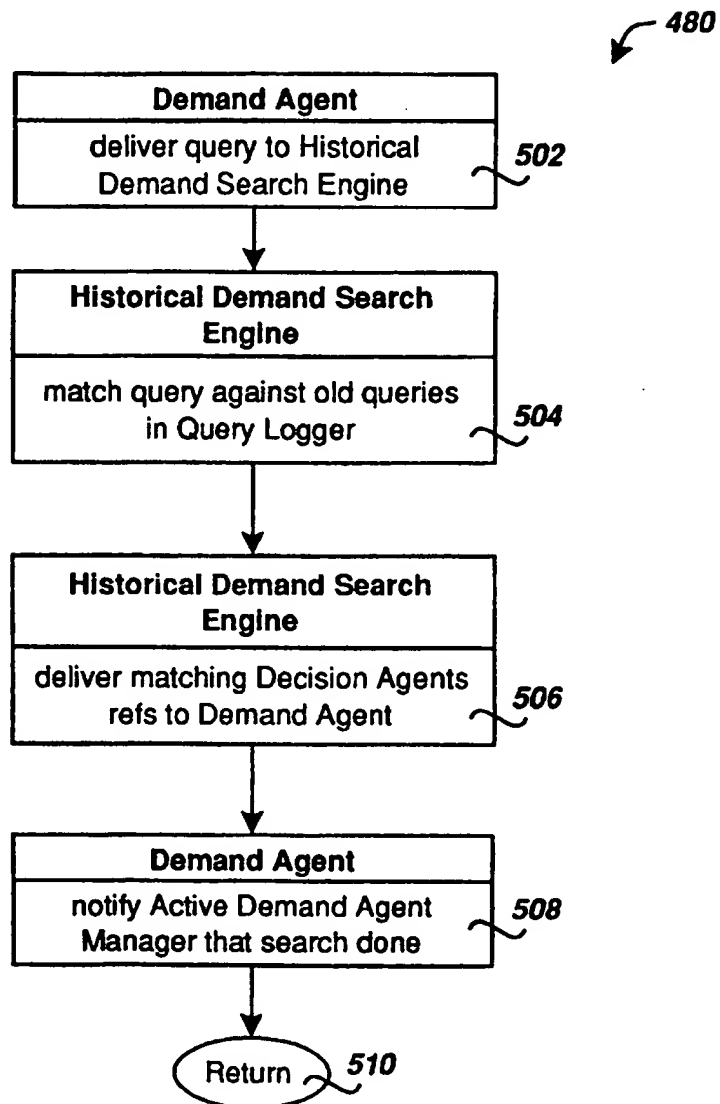 480
Demand Agent
deliver query to Historical
Demand Search Engine
502
Historical Demand Search
Engine
match query against old queries
in Query Logger
504
Historical Demand Search
Engine
deliver matching Decision Agents
refs to Demand Agent
506
Demand Agent
notify Active Demand Agent
Manager that search done
508
Return
510